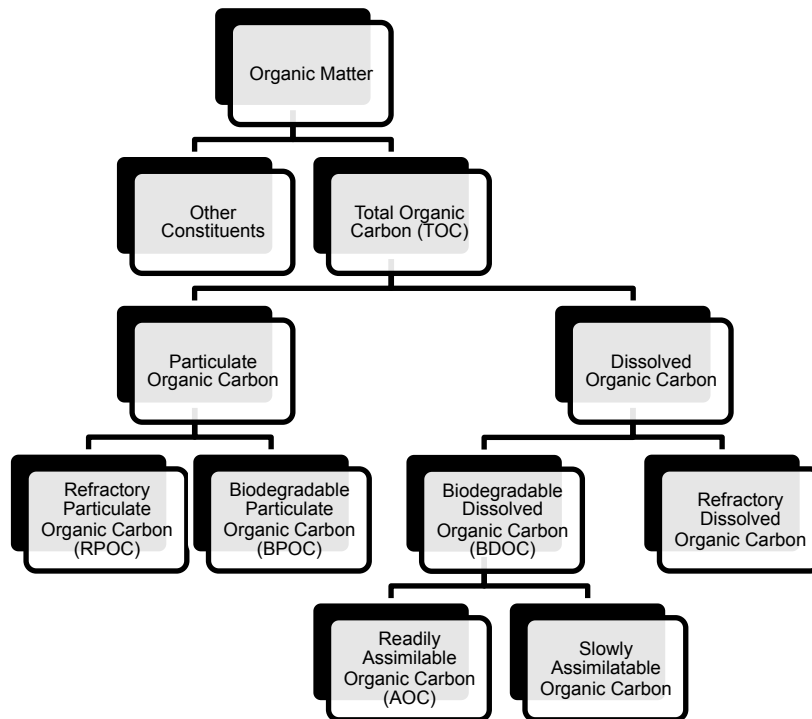 Organic Matter
Other
Constituents
Total Organic
Carbon (TOC)
Particulate
Organic Carbon
Dissolved
Organic Carbon
Refractory
Particulate
Organic Carbon
(RPOC)
Biodegradable
Particulate
Organic Carbon
(BPOC)
Biodegradable
Dissolved
Organic Carbon
(BDOC)
Refractory
Dissolved
Organic Carbon
Readily
Assimilable
Organic Carbon
(AOC)
Slowly
Assimilatable
Organic Carbon